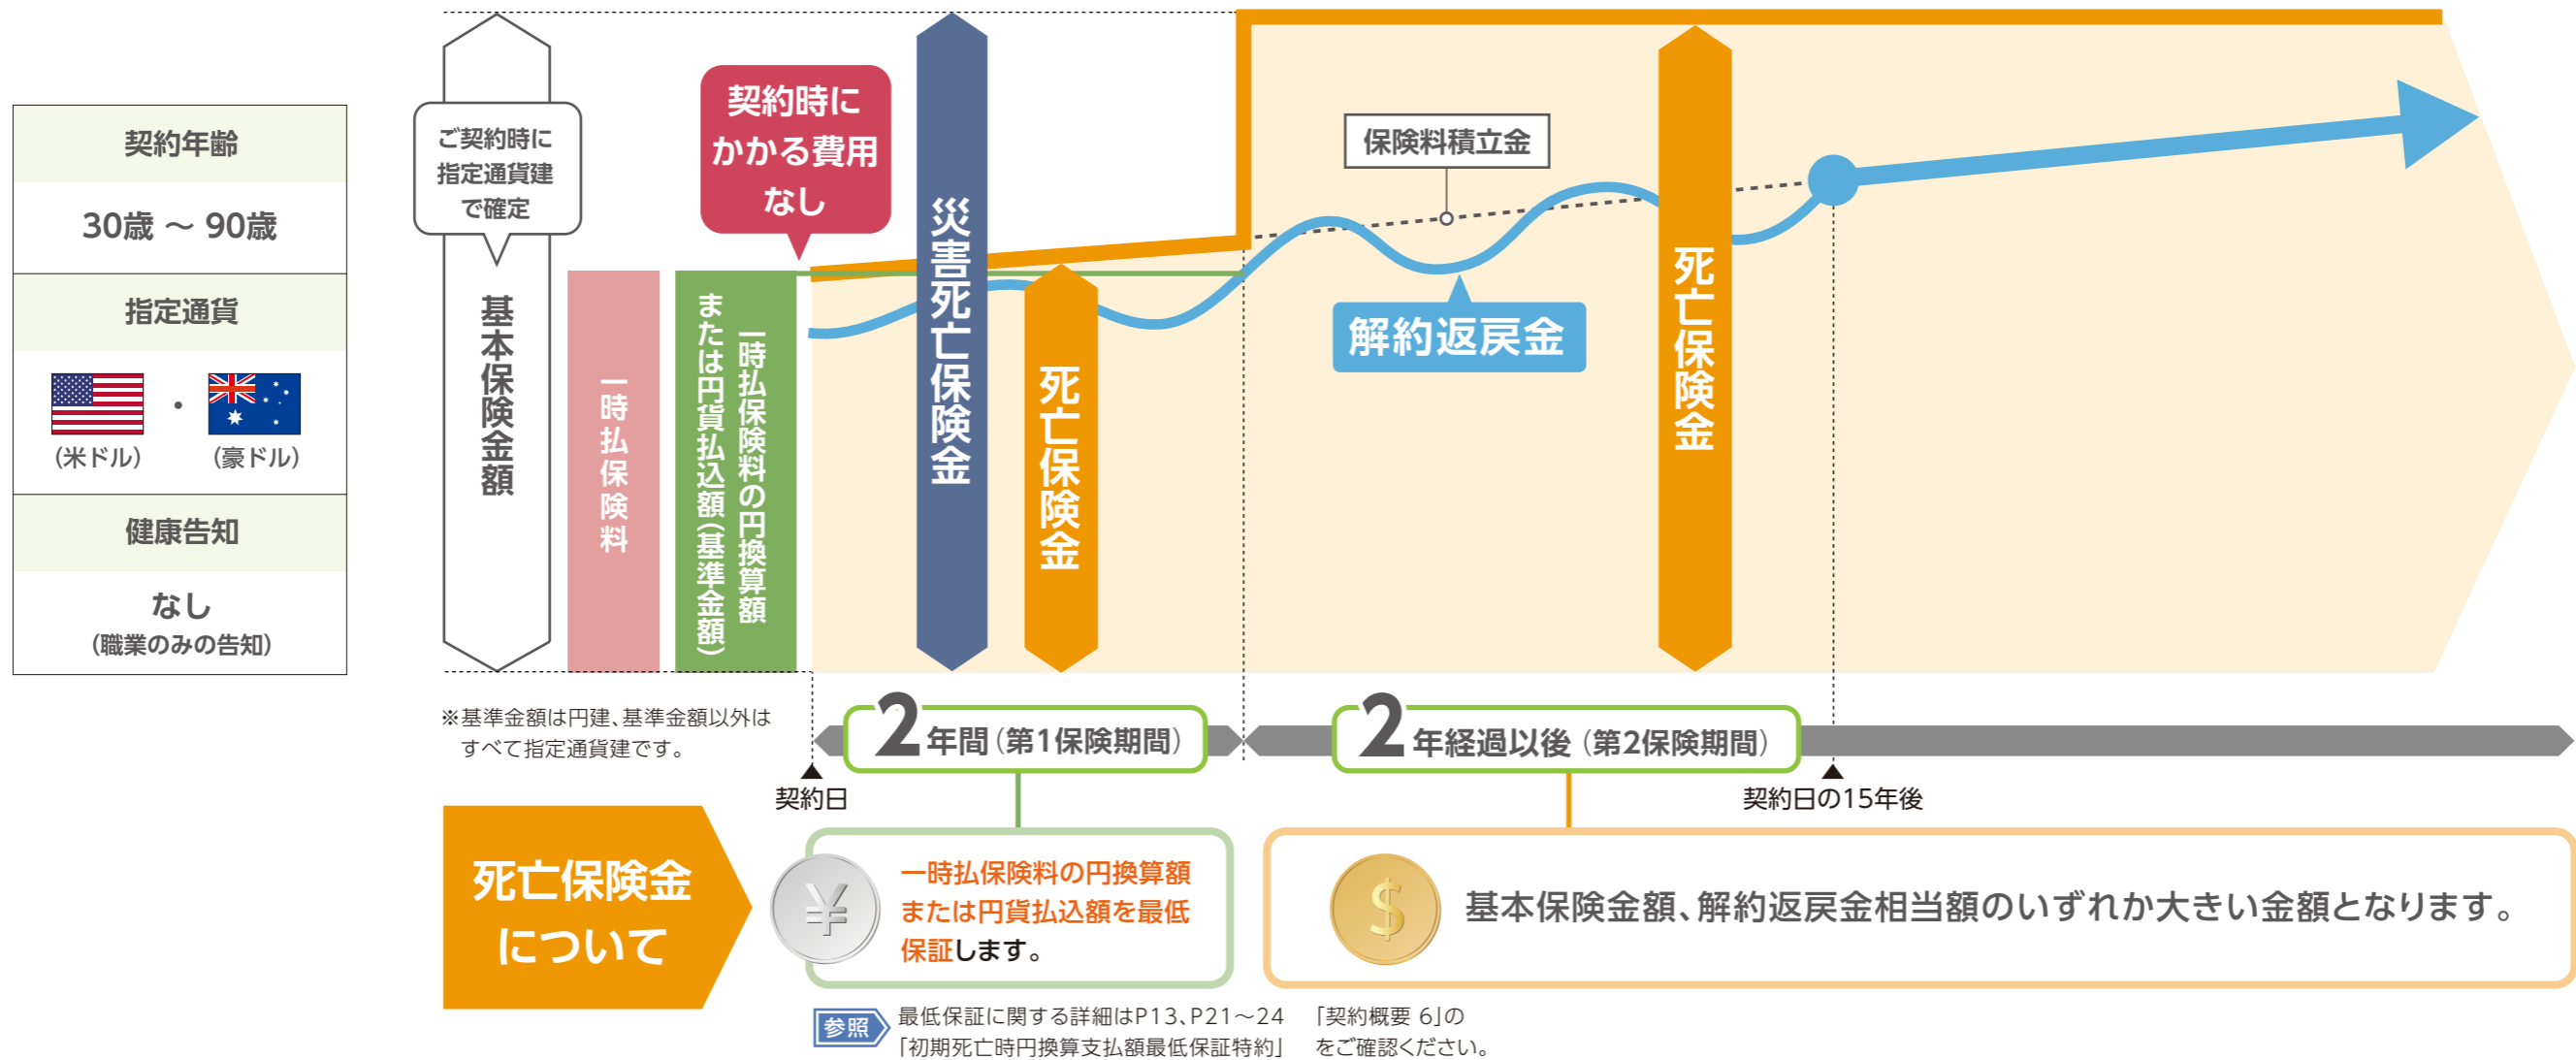 契約年齢
30歳 ～ 90歳
指定通貨
・
（米ドル）
（豪ドル）
健康告知
なし
（職業のみの告知）
ご契約時に
指定通貨建
で確定
基本保険金額
一時払保険料
一時払保険料の円換算額
または円貨払込額（基準金額）
契約時に
かかる費用
なし
災害死亡保険金
死亡保険金
保険料積立金
解約返戻金
死亡保険金
※基準金額は円建、基準金額以外は
すべて指定通貨建です。
2年間（第1保険期間）
2年経過以後（第2保険期間）
契約日
契約日の15年後
死亡保険金
について
¥
一時払保険料の円換算額
または円貨払込額を最低
保証します。
$
基本保険金額、解約返戻金相当額のいずれか大きい金額となります。
参照
最低保証に関する詳細はP13、P21～24 「契約概要 6」の
「初期死亡時円換算支払額最低保証特約」 をご確認ください。